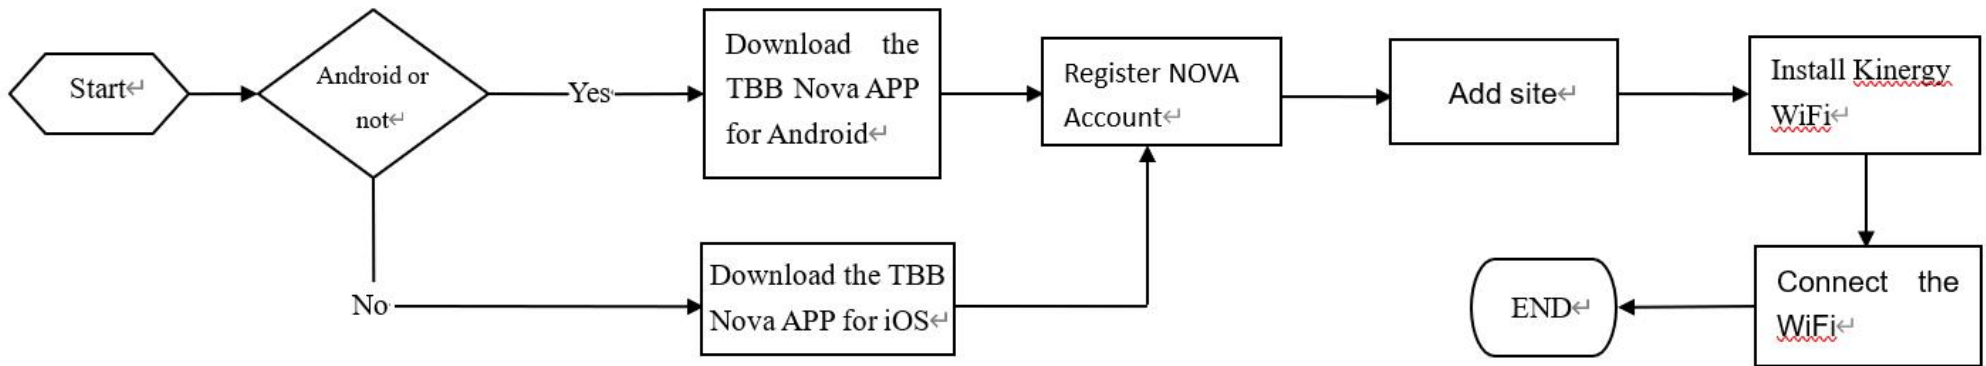 Start
Android or
not
Yes
Download the
TBB Nova APP
for Android
Register NOVA
Account
Add site
Install Kinergy
WiFi
No
Download the TBB
Nova APP for iOS
Connect the
WiFi
END